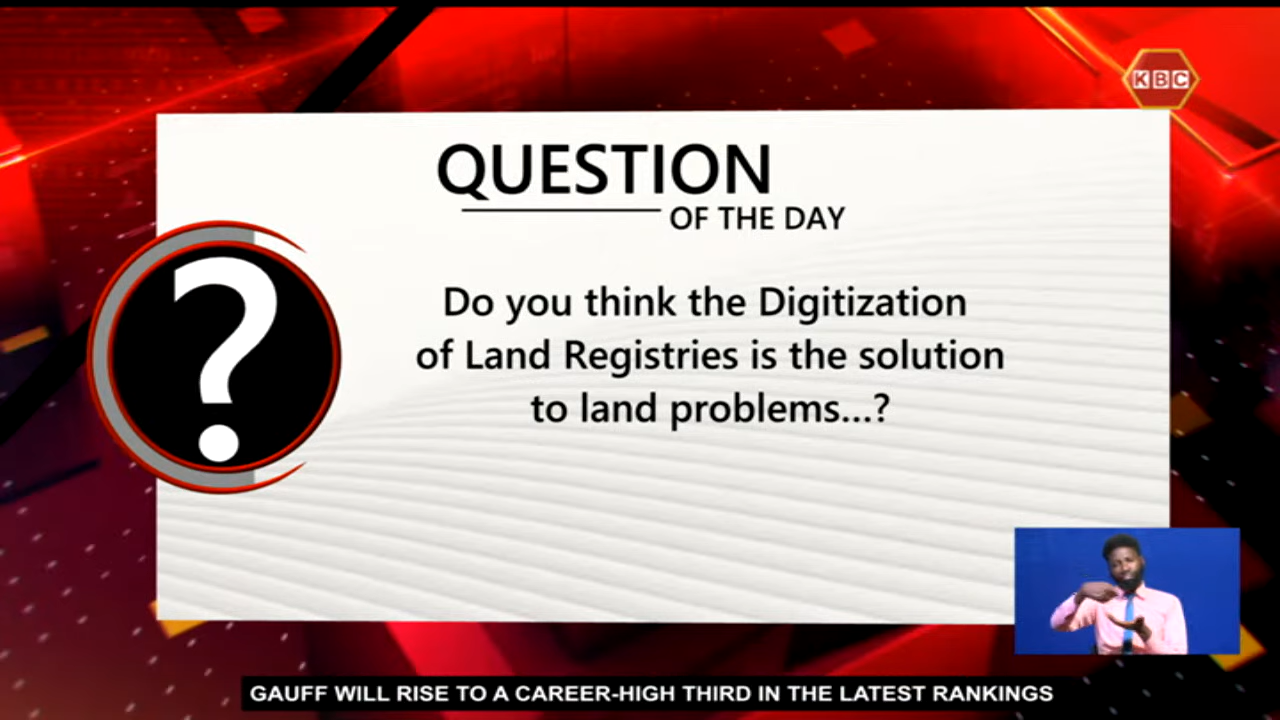 KBC
QUESTION
OF THE DAY
?
Do you think the Digitization
of Land Registries is the solution
to land problems...?
GAUFF WILL RISE TO A CAREER-HIGH THIRD IN THE LATEST RANKINGS